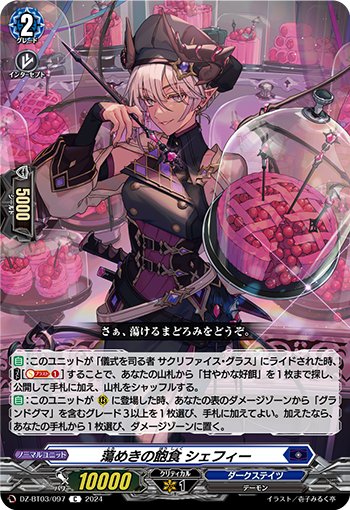 2
グレード
インターセプト
5000
シールド
さぁ、蕩けるまどろみをどうぞ。
自:このユニットが「儀式を司る者 サクリファイス・グラス」にライドされた時、
【コスト 1】することで、あなたの山札から「甘やかな好餌」を1枚まで探し、
公開して手札に加え、山札をシャッフルする。
自:このユニットが Ⓡ に登場した時、あなたの表のダメージゾーンから「グラ
ンドグマ」を含むグレード3以上を1枚選び、手札に加えてよい。加えたなら、
あなたの手札から1枚選び、ダメージゾーンに置く。
ノーマルユニット
蕩めきの飽食 シェフィー
パワー
10000
クリティカル
1
ダークステイツ
デーモン
DZ-BT03/097 C 2024
イラスト/壱子みるく亭